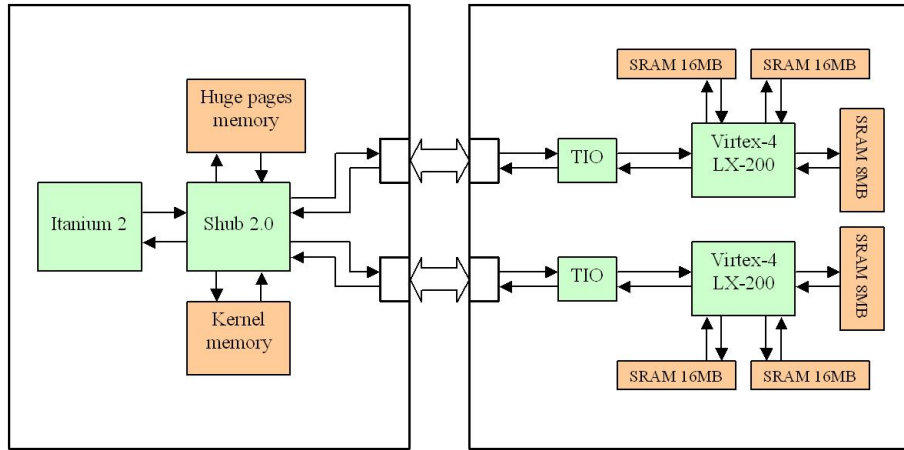 SRAM 16MB
SRAM 16MB
Huge pages
memory
Virtex-4
LX-200
SRAM 8MB
TIO
Itanium 2
Shub 2.0
Virtex-4
LX-200
SRAM 8MB
TIO
Kernel
memory
SRAM 16MB
SRAM 16MB